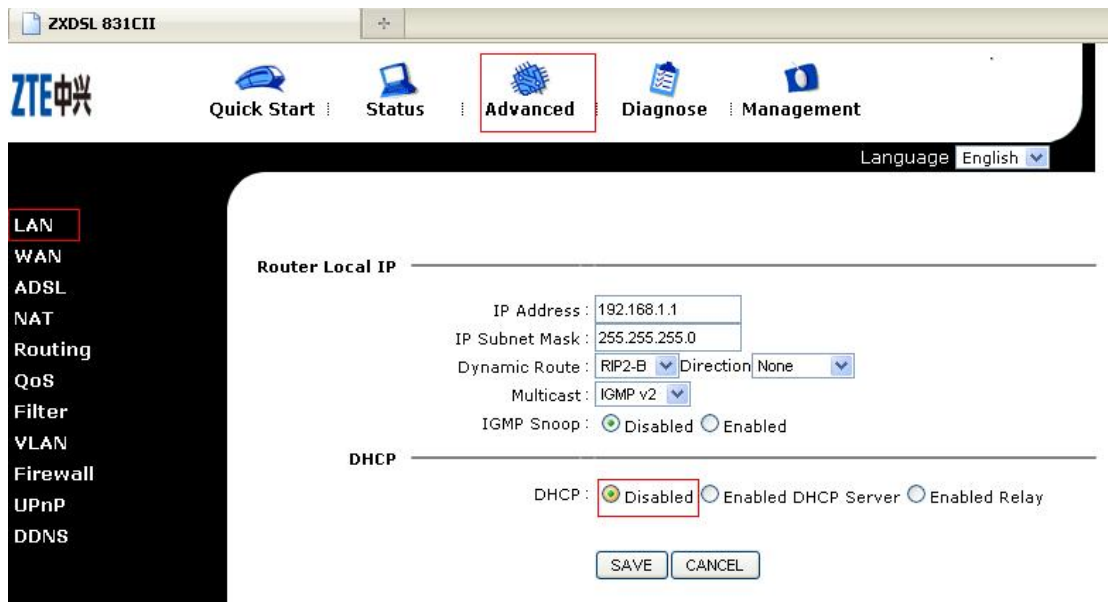 ZXDSL 831CII
ZTE中兴
Quick Start
Status
Advanced
Diagnose
Management
Language English
LAN
WAN
ADSL
NAT
Routing
QoS
Filter
VLAN
Firewall
UPnP
DDNS
Router Local IP
IP Address : 192.168.1.1
IP Subnet Mask : 255.255.255.0
Dynamic Route : RIP2-B Direction None
Multicast : IGMP v2
IGMP Snoop : Disabled Enabled
DHCP
DHCP : Disabled Enabled DHCP Server Enabled Relay
SAVE CANCEL